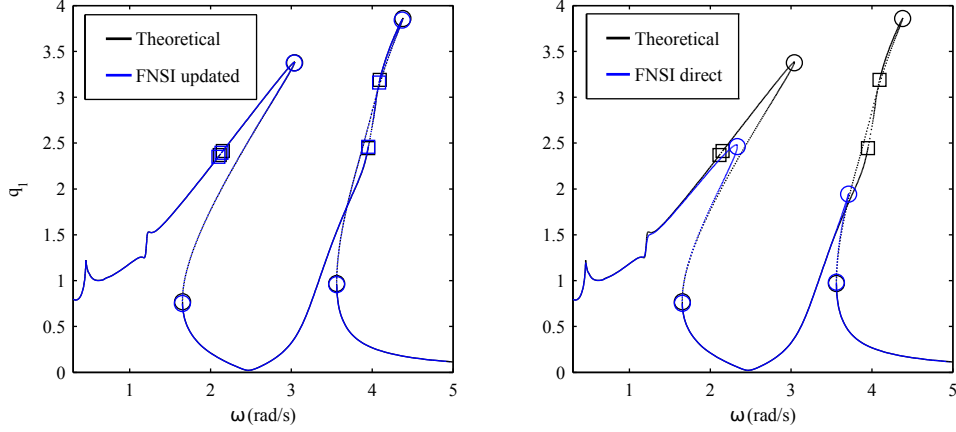 4
3.5
3
2.5
2
1.5
1
0.5
0
q1
1 2 3 4 5
ω (rad/s)
Theoretical
FNSI updated
4
3.5
3
2.5
2
1.5
1
0.5
0
1 2 3 4 5
ω (rad/s)
Theoretical
FNSI direct